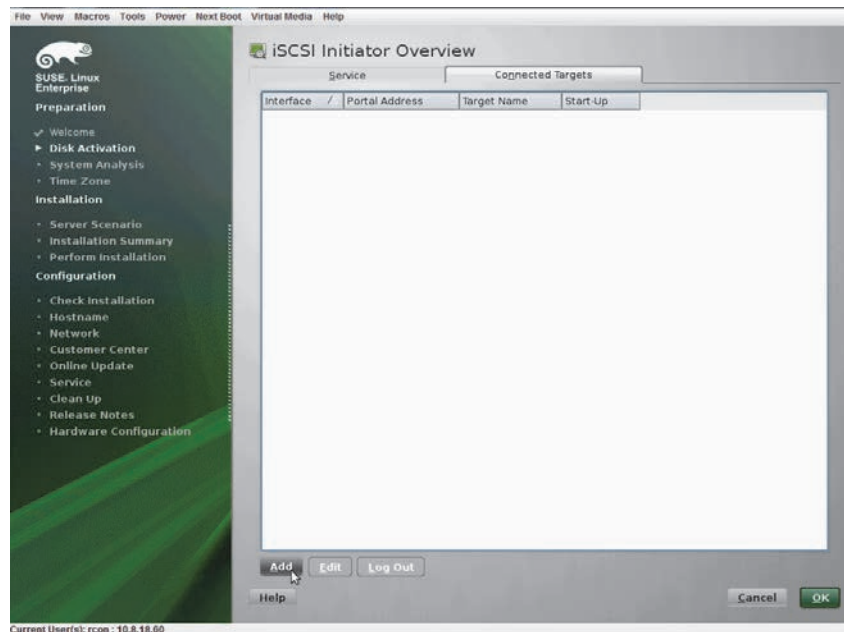 File View Macros Tools Power Next Boot Virtual Media Help
SUSE. Linux
Enterprise
Preparation
Welcome
Disk Activation
System Analysis
Time Zone
Installation
Server Scenario
Installation Summary
Perform Installation
Configuration
Check Installation
Hostname
Network
Customer Center
Online Update
Service
Clean Up
Release Notes
Hardware Configuration
iSCSI Initiator Overview
Service Connected Targets
Interface / Portal Address Target Name Start-Up
Add Edit Log Out
Help Cancel OK
Current User(s): rcon : 10.8.18.60